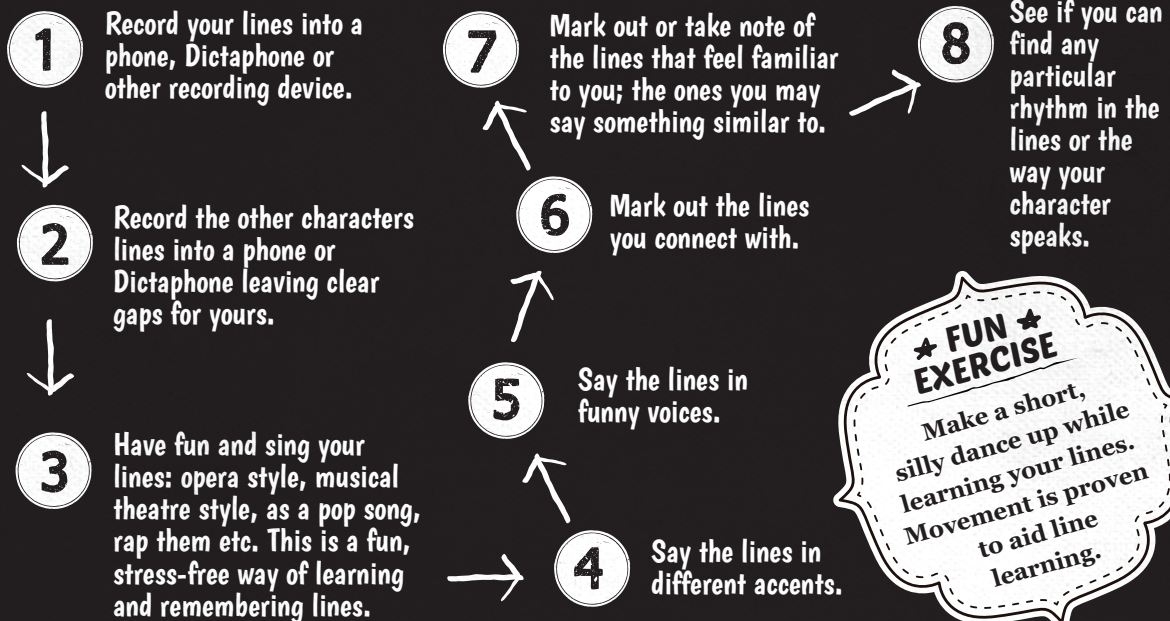 1
Record your lines into a
phone, Dictaphone or
other recording device.
2
Record the other characters
lines into a phone or
Dictaphone leaving clear
gaps for yours.
3
Have fun and sing your
lines: opera style, musical
theatre style, as a pop song,
rap them etc. This is a fun,
stress-free way of learning
and remembering lines.
4
Say the lines in
different accents.
5
Say the lines in
funny voices.
6
Mark out the lines
you connect with.
7
Mark out or take note of
the lines that feel familiar
to you; the ones you may
say something similar to.
8
See if you can
find any
particular
rhythm in the
lines or the
way your
character
speaks.
FUN
EXERCISE
Make a short,
silly dance up while
learning your lines.
Movement is proven
to aid line
learning.